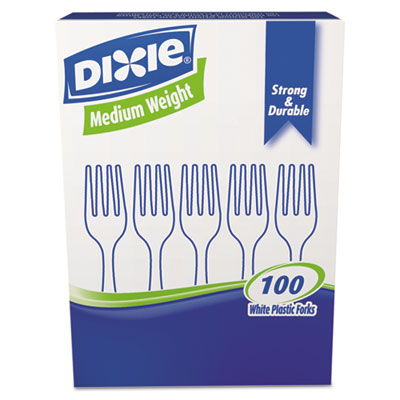 DIXIE®
Medium Weight
Strong
&
Durable
100
White Plastic Forks